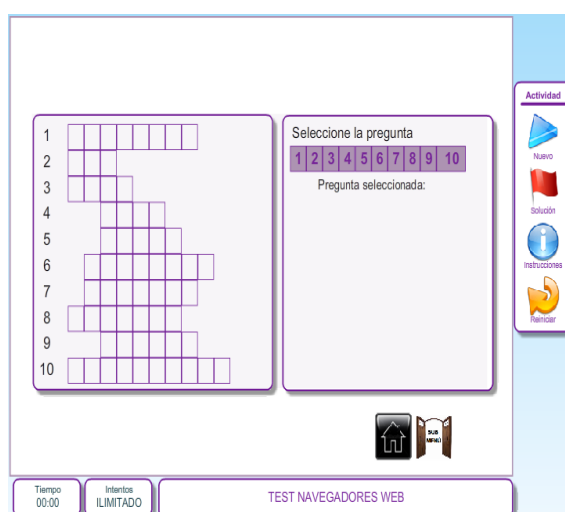 Actividad
Nuevo
Solución
Instrucciones
Reiniciar
1
2
3
4
5
6
7
8
9
10
Seleccione la pregunta
1 2 3 4 5 6 7 8 9 10
Pregunta seleccionada:
SUB
MENÚ
Tiempo
00:00
Intentos
ILIMITADO
TEST NAVEGADORES WEB